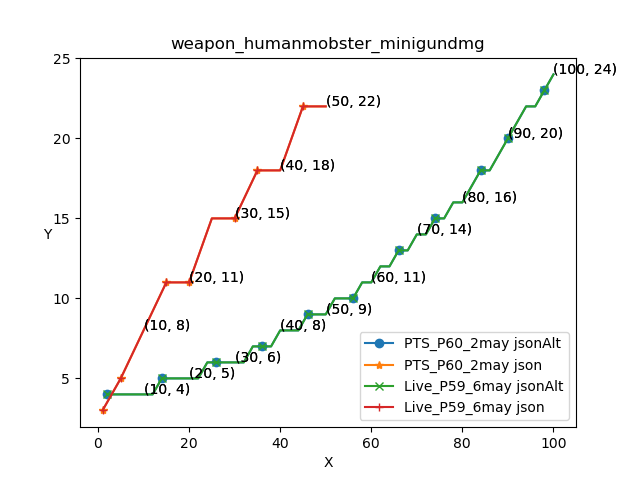 weapon_humanmobster_minigundmg
25
(100, 24)
(50, 22)
20
(90, 20)
(40, 18)
(80, 16)
15
(30, 15)
Y
(70, 14)
(20, 11)
(60, 11)
10
(50, 9)
(10, 8)
(40, 8)
(30, 6)
5
(20, 5)
(10, 4)
PTS_P60_2may jsonAlt
PTS_P60_2may json
Live_P59_6may jsonAlt
Live_P59_6may json
0 20 40 60 80 100
X